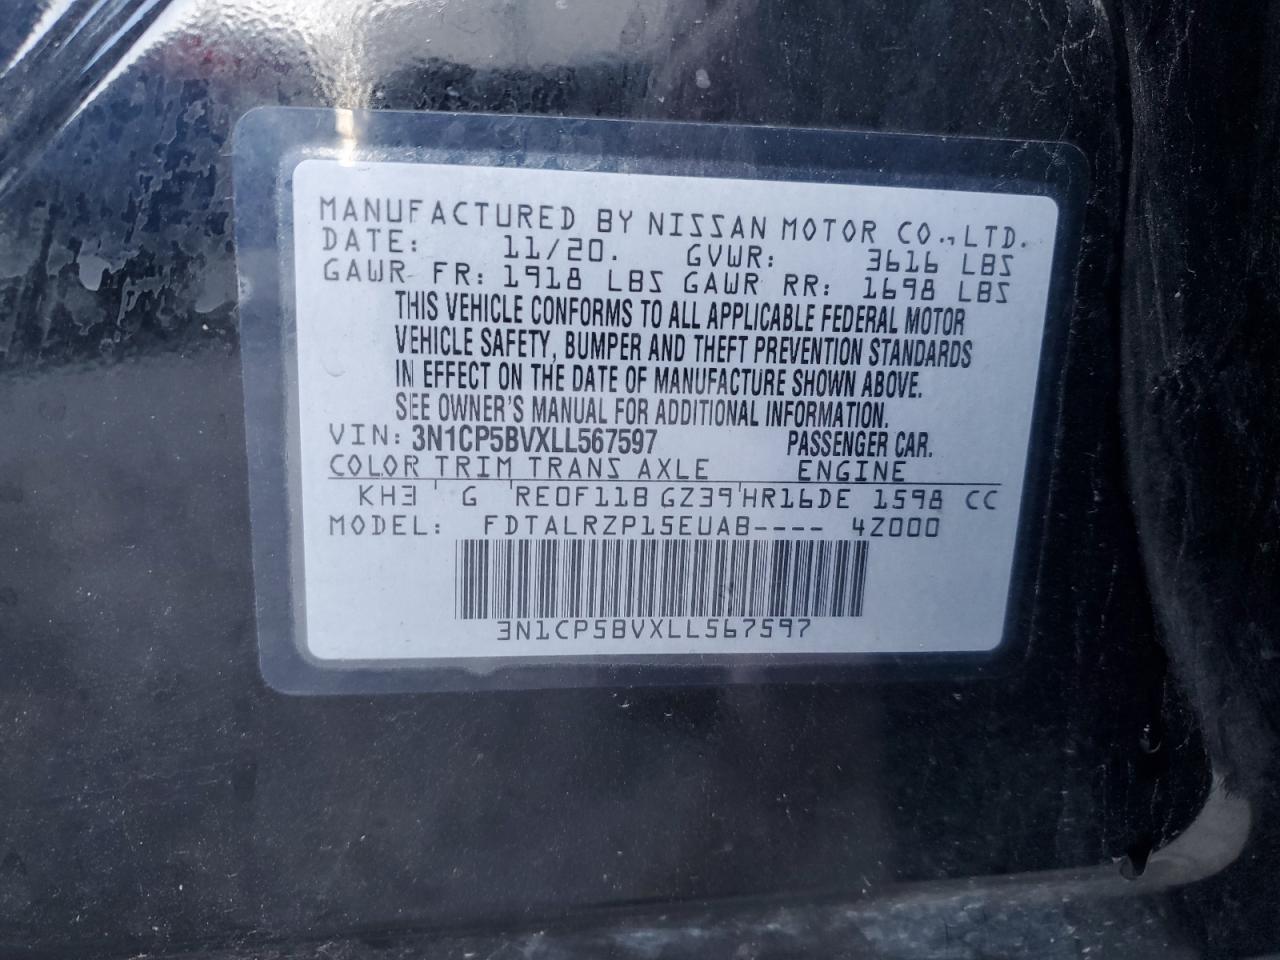 MANUFACTURED BY NISSAN MOTOR CO.,LTD.
DATE: 11/20. GVWR: 3616 LBS
GAWR FR: 1918 LBS GAWR RR: 1698 LBS
THIS VEHICLE CONFORMS TO ALL APPLICABLE FEDERAL MOTOR
VEHICLE SAFETY, BUMPER AND THEFT PREVENTION STANDARDS
IN EFFECT ON THE DATE OF MANUFACTURE SHOWN ABOVE.
SEE OWNER'S MANUAL FOR ADDITIONAL INFORMATION.
VIN: 3N1CP5BVXLL567597 PASSENGER CAR.
COLOR TRIM TRANS AXLE ENGINE
KH3 ' G 'RE0F11B GZ39'HR16DE 1598 CC
MODEL: FDTALRZP15EUAB---- 4Z000
3N1CP5BVXLL567597